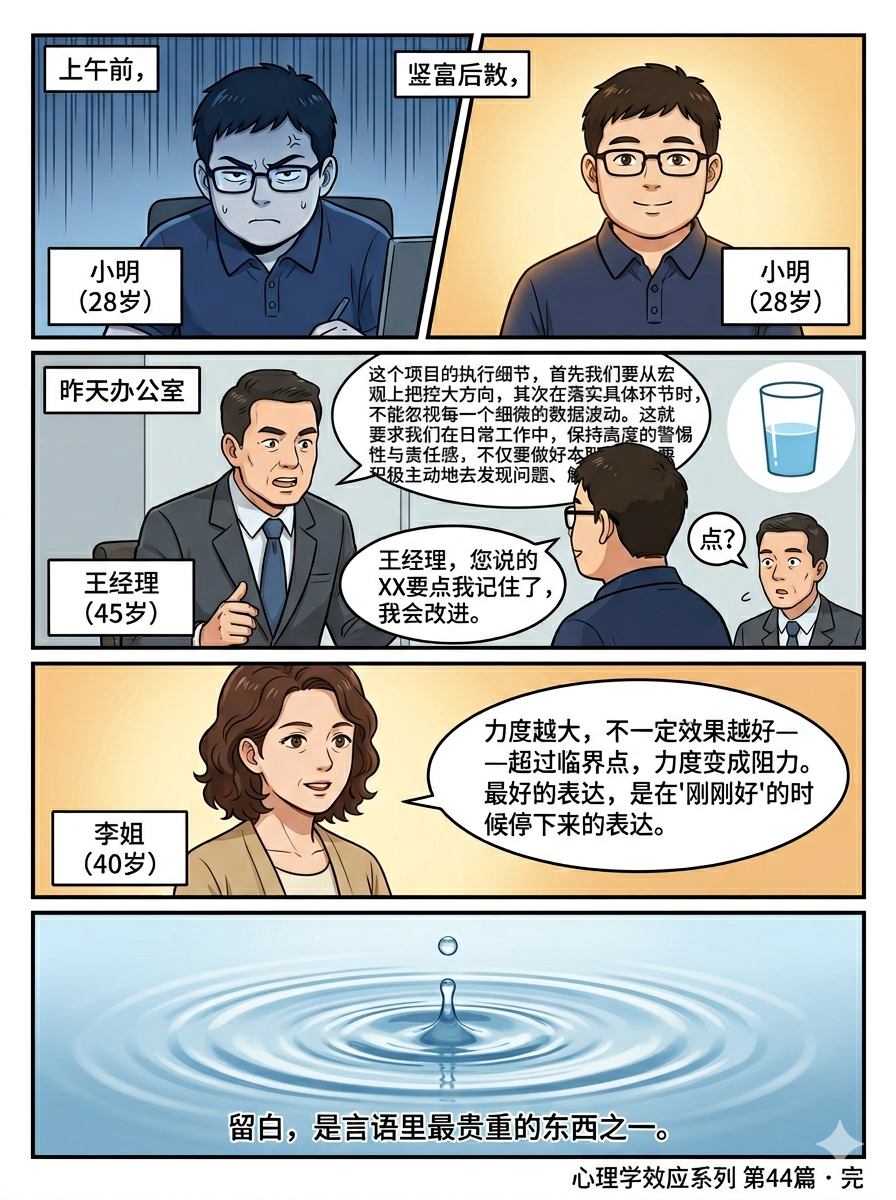 上午前，
竖富后敩，
小明
（28岁）
小明
（28岁）
昨天办公室
这个项目的执行细节，首先我们要从宏
观上把控大方向，其次在落实具体环节时，
不能忽视每一个细微的数据波动。这就
要求我们在日常工作中，保持高度的警惕
性与责任感，不仅要做好本
积极主动地去发现问题、
王经理
（45岁）
王经理，您说的
XX要点我记住了，
我会改进。
点？
李姐
（40岁）
力度越大，不一定效果越好—
—超过临界点，力度变成阻力。
最好的表达，是在'刚刚好'的时
候停下来的表达。
留白，是言语里最贵重的东西之一。
心理学效应系列 第44篇·完